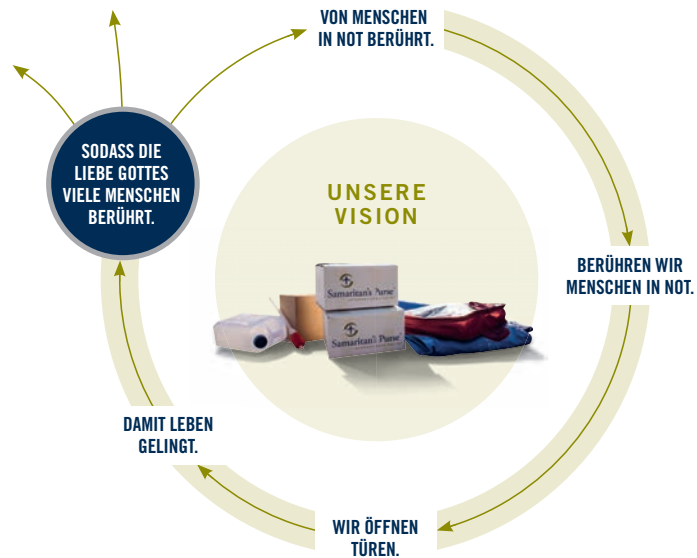 VON MENSCHEN
IN NOT BERÜHRT.
BERÜHREN WIR
MENSCHEN IN NOT.
WIR ÖFFNEN
TÜREN.
DAMIT LEBEN
GELINGT.
SODASS DIE
LIEBE GOTTES
VIELE MENSCHEN
BERÜHRT.
UNSERE
VISION
Samaritan's Purse
Samaritan's Purse